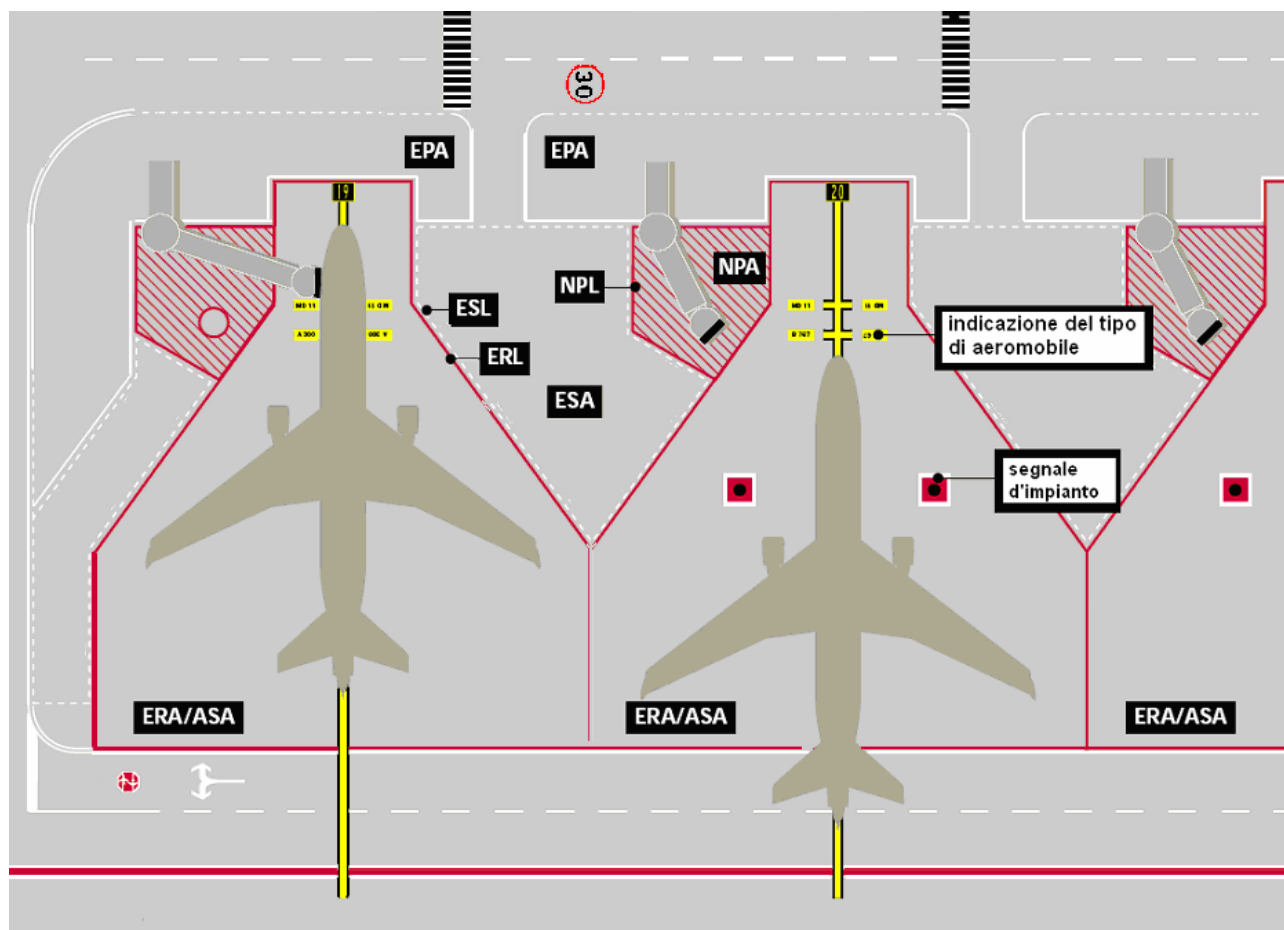 30
EPA
EPA
19
20
NPA
NPL
ESL
MD 11
MD 11
indicazione del tipo
di aeromobile
A 300
B 767
ERL
ESA
segnale
d'impianto
ERA/ASA
ERA/ASA
ERA/ASA